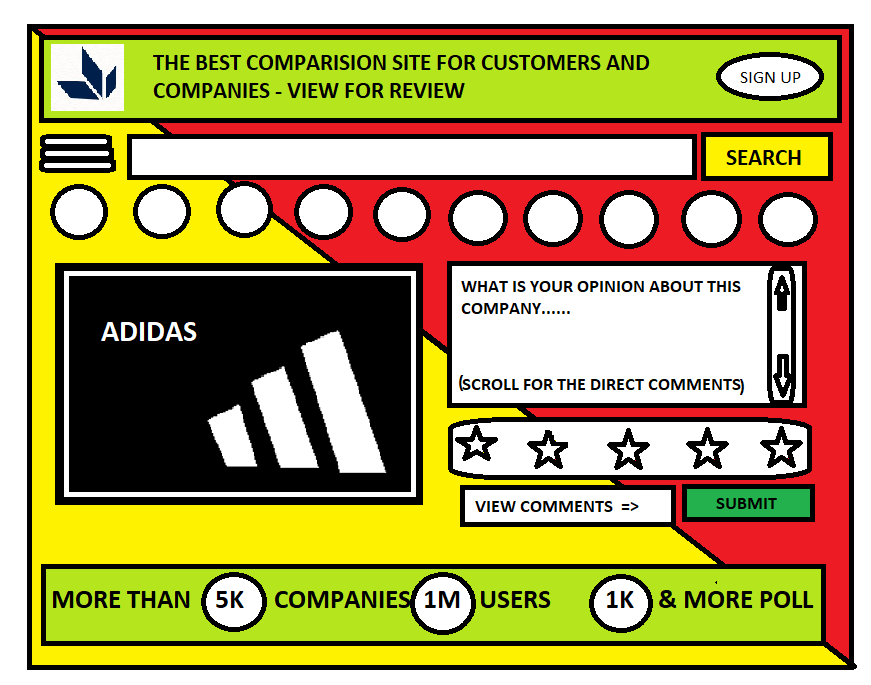 THE BEST COMPARISION SITE FOR CUSTOMERS AND
COMPANIES - VIEW FOR REVIEW
SIGN UP
SEARCH
ADIDAS
WHAT IS YOUR OPINION ABOUT THIS
COMPANY......
(SCROLL FOR THE DIRECT COMMENTS)
VIEW COMMENTS =>
SUBMIT
MORE THAN 5K COMPANIES 1M USERS 1K & MORE POLL